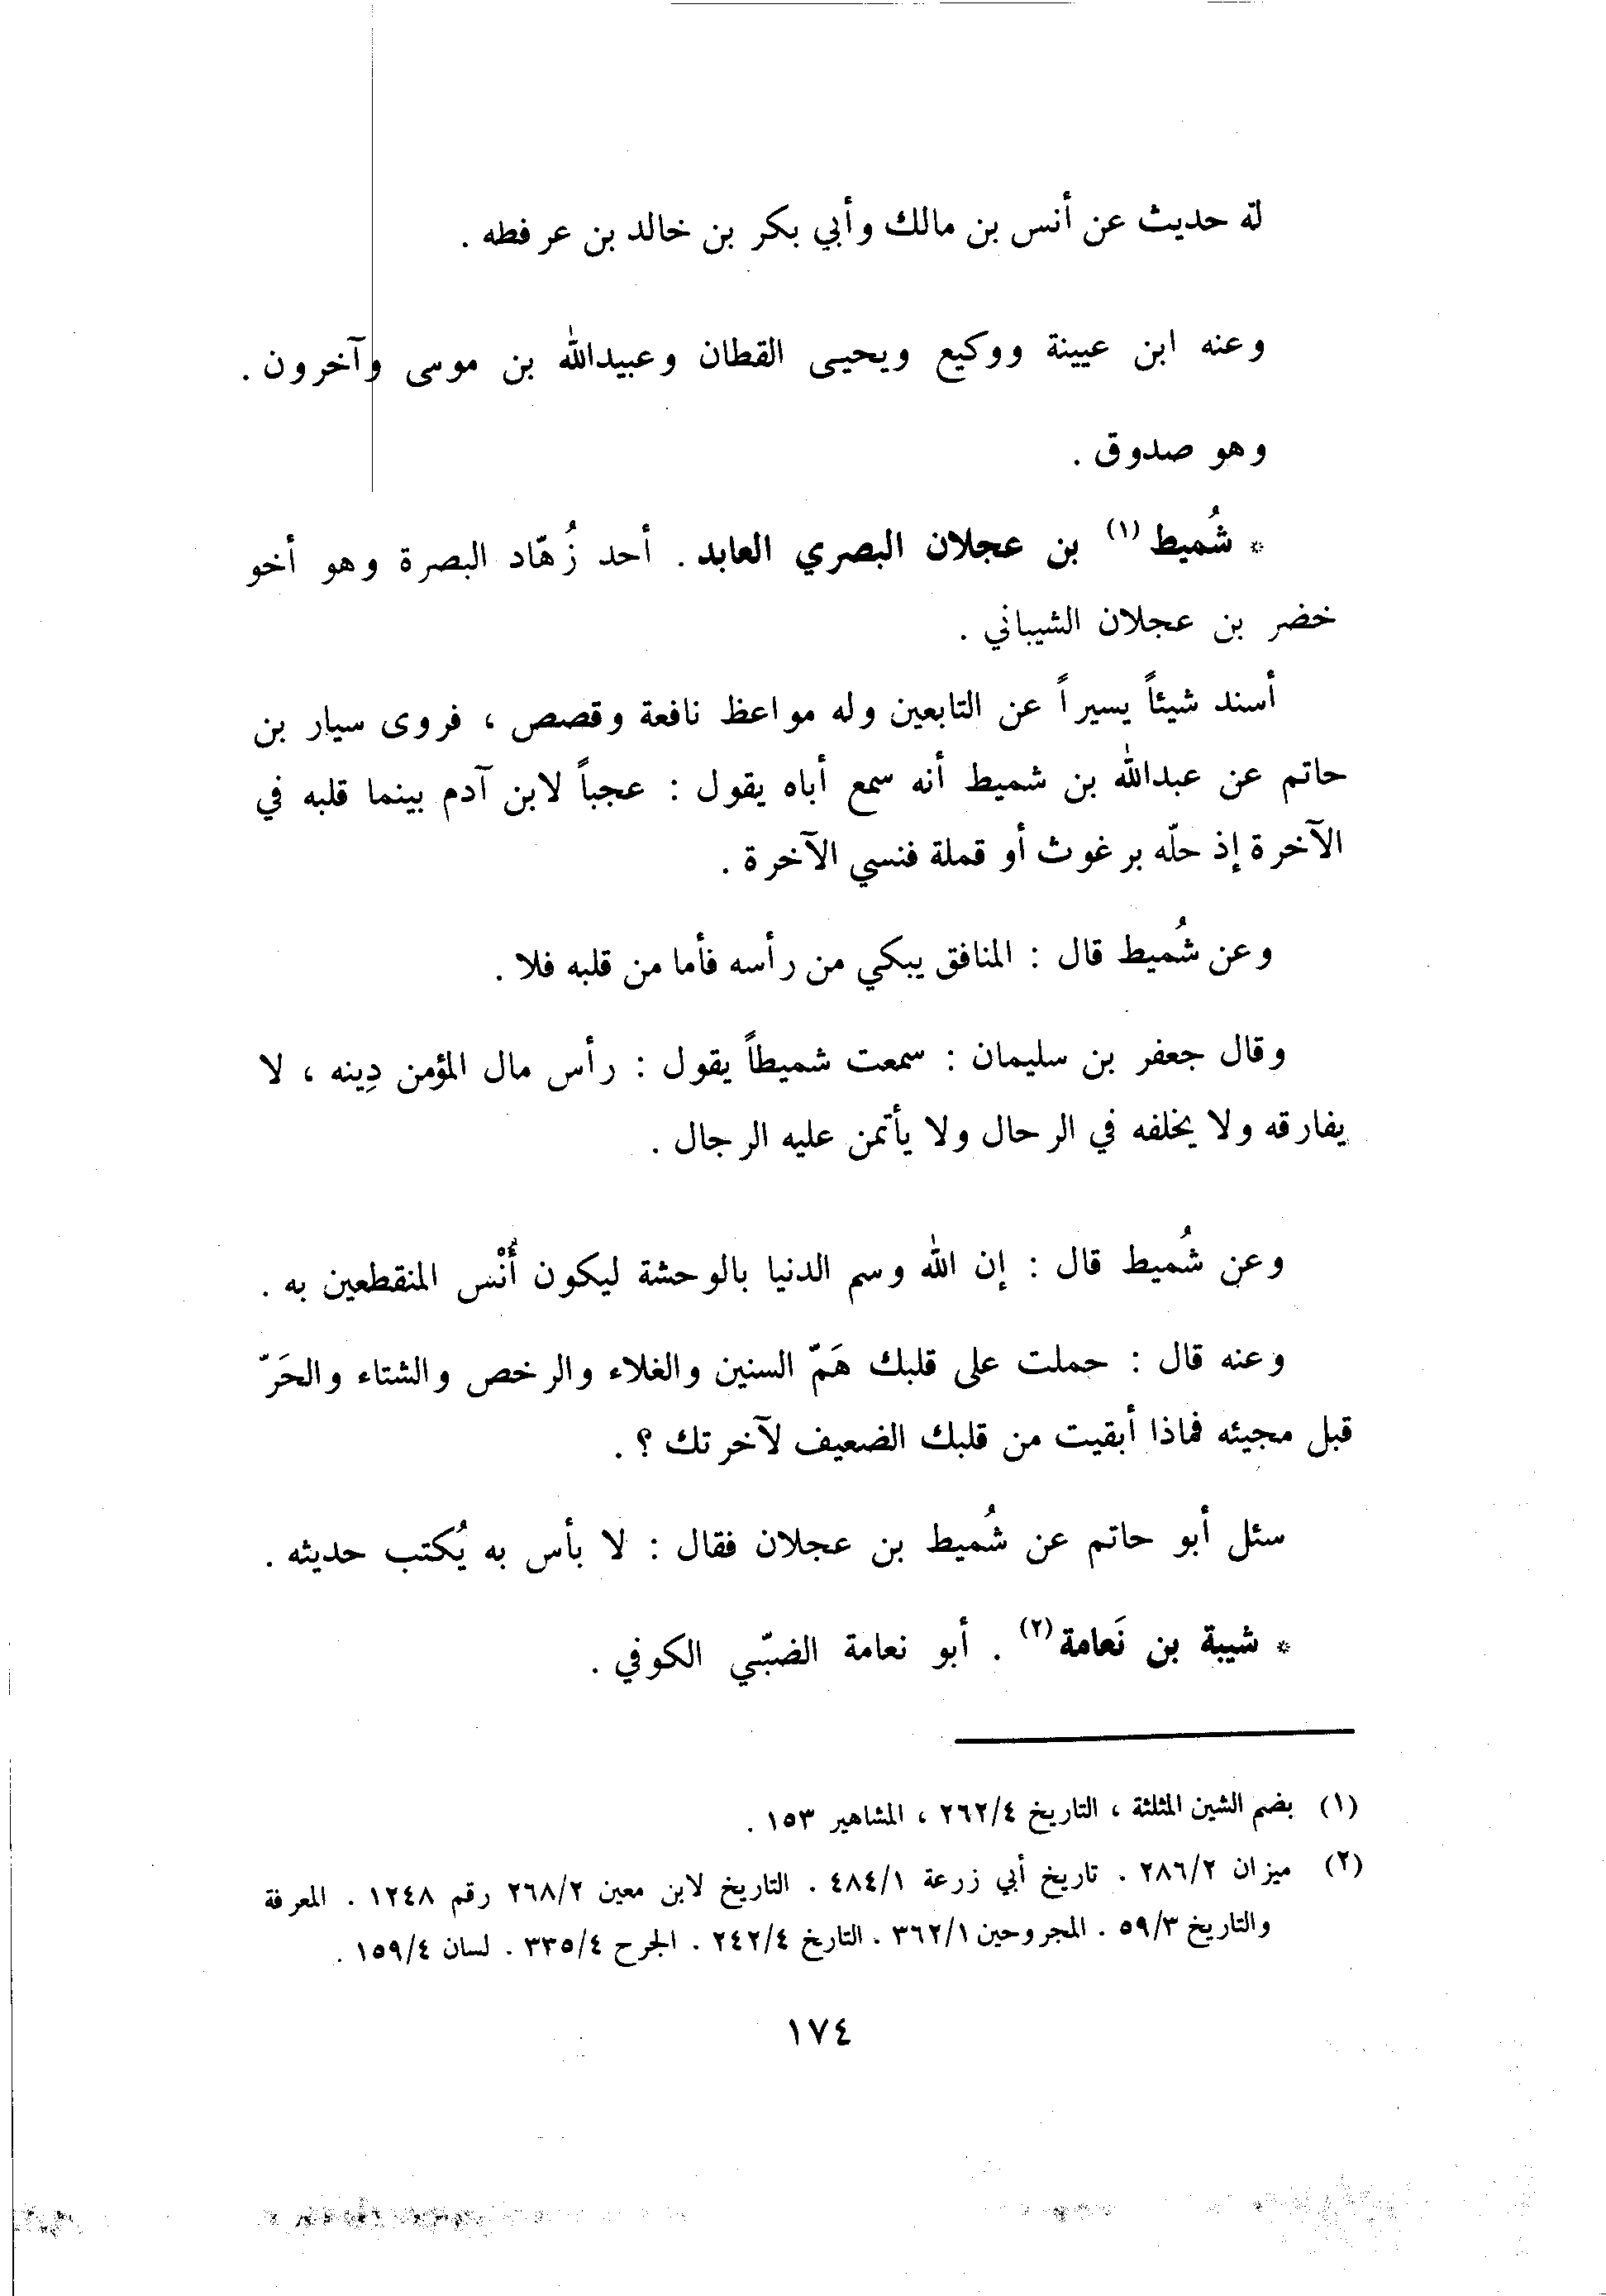 له حديث عن أنس بن مالك وأبي بكر بن خالد بن عرفطه .
وعنه ابن عيينة ووكيع ويحيى القطان وعبيدالله بن موسى وآخرون .
وهو صدوق .
* شُميط (١) بن عجلان البصري العابد . أحد زُهّاد البصرة وهو أخو
خضر بن عجلان الشيباني .
أسند شيئاً يسيراً عن التابعين وله مواعظ نافعة وقصص ، فروى سيار بن
حاتم عن عبدالله بن شميط أنه سمع أباه يقول : عجباً لابن آدم بينما قلبه في
الآخرة إذ حلّه برغوث أو قملة فنسي الآخرة .
وعن شُميط قال : المنافق يبكي من رأسه فأما من قلبه فلا .
وقال جعفر بن سليمان : سمعت شميطاً يقول : رأس مال المؤمن دِينه ، لا
يفارقه ولا يخلفه في الرحال ولا يأتمن عليه الرجال .
وعن شُميط قال : إن الله وسم الدنيا بالوحشة ليكون أُنْس المنقطعين به .
وعنه قال : حملت على قلبك هَمّ السنين والغلاء والرخص والشتاء والحَرّ
قبل مجيئه فماذا أبقيت من قلبك الضعيف لآخرتك ؟ .
سئل أبو حاتم عن شُميط بن عجلان فقال : لا بأس به يُكتب حديثه .
* شيبة بن نَعامة (٢) . أبو نعامة الضبّي الكوفي .
(١) بضم الشين المثلثة ، التاريخ ٢٦٢/٤ ، المشاهير ١٥٣ .
(٢) ميزان ٢٨٦/٢ . تاريخ أبي زرعة ٤٨٤/١ . التاريخ لابن معين ٢٦٨/٢ رقم ١٢٤٨ . المعرفة
والتاريخ ٥٩/٣ . المجروحين ٣٦٢/١ . التاريخ ٢٤٢/٤ . الجرح ٣٣٥/٤ . لسان ١٥٩/٤ .
١٧٤